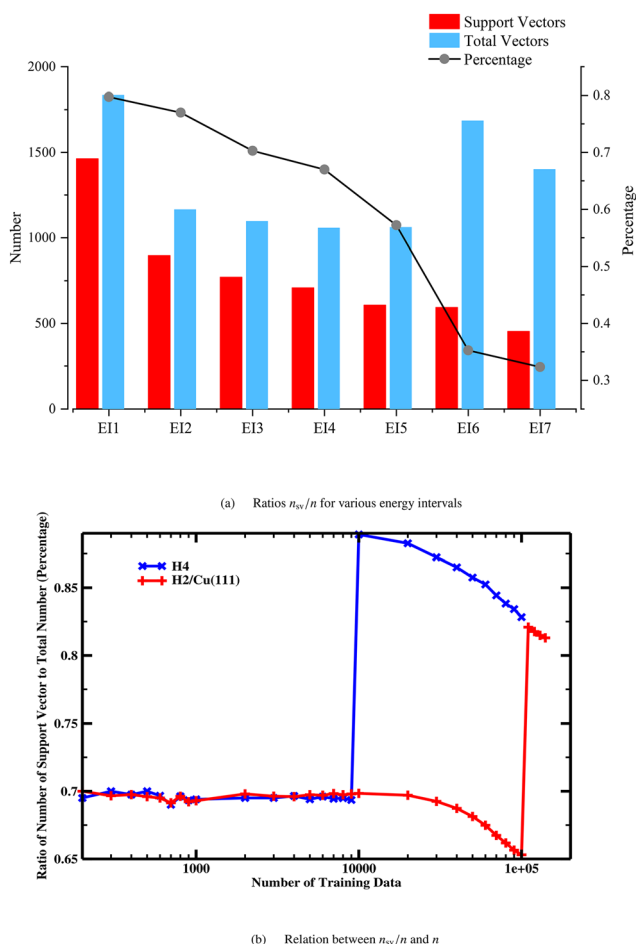 Support Vectors
Total Vectors
Percentage
2000
1500
1000
500
0
Number
0.8
0.7
0.6
0.5
0.4
0.3
Percentage
EI1 EI2 EI3 EI4 EI5 EI6 EI7
(a) Ratios nsv/n for various energy intervals
Ratio of Number of Support Vector to Total Number (Percentage)
0.85
0.8
0.75
0.7
0.65
H4
H2/Cu(111)
1000 10000 1e+05
Number of Training Data
(b) Relation between nsv/n and n